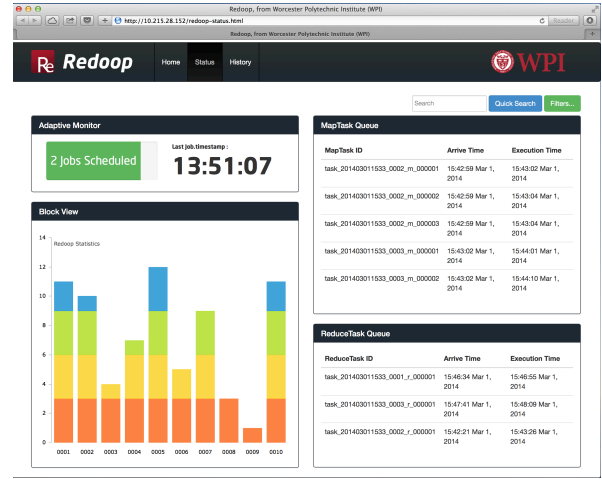 Redoop, from Worcester Polytechnic Institute (WPI)
http://10.215.28.152/redoop-status.html
Reader
Redoop, from Worcester Polytechnic Institute (WPI)
Re Redoop
Home Status History
WPI
Search Quick Search Filters...
Adaptive Monitor
2 Jobs Scheduled
Last job.timestamp :
13:51:07
Block View
Redoop Statistics
14
12
10
8
6
4
2
0
0001 0002 0003 0004 0005 0006 0007 0008 0009 0010
MapTask Queue
MapTask ID Arrive Time Execution Time
task_201403011533_0002_m_000001 15:42:59 Mar 1, 15:43:02 Mar 1,
2014 2014
task_201403011533_0002_m_000002 15:42:59 Mar 1, 15:43:04 Mar 1,
2014 2014
task_201403011533_0002_m_000003 15:42:59 Mar 1, 15:43:04 Mar 1,
2014 2014
task_201403011533_0003_m_000001 15:43:02 Mar 1, 15:44:01 Mar 1,
2014 2014
task_201403011533_0003_m_000002 15:43:02 Mar 1, 15:44:10 Mar 1,
2014 2014
ReduceTask Queue
ReduceTask ID Arrive Time Execution Time
task_201403011533_0001_r_000001 15:46:34 Mar 1, 15:46:55 Mar 1,
2014 2014
task_201403011533_0003_r_000001 15:47:41 Mar 1, 15:48:09 Mar 1,
2014 2014
task_201403011533_0002_r_000001 15:42:21 Mar 1, 15:43:26 Mar 1,
2014 2014